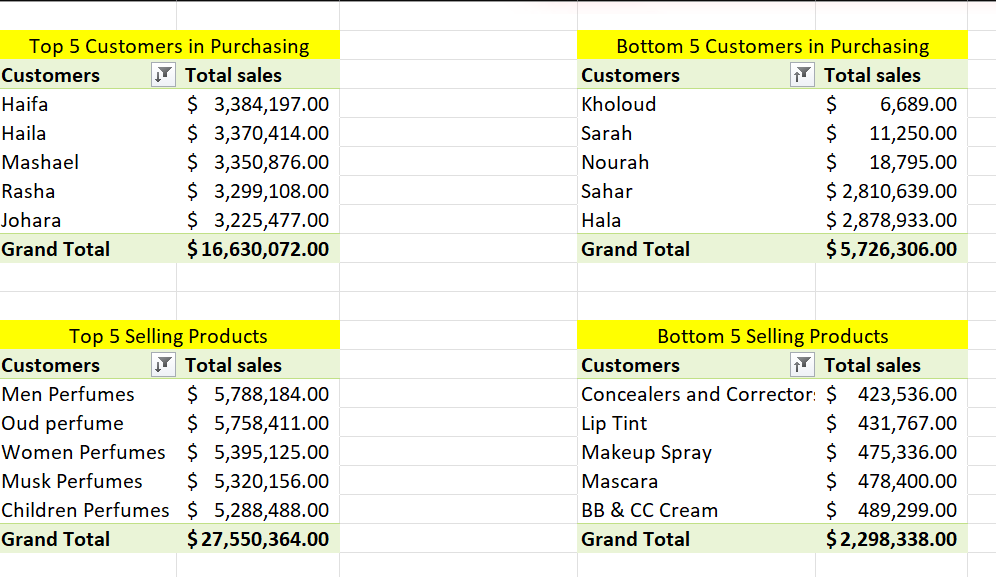 Top 5 Customers in Purchasing
Customers Total sales
Haifa $ 3,384,197.00
Haila $ 3,370,414.00
Mashael $ 3,350,876.00
Rasha $ 3,299,108.00
Johara $ 3,225,477.00
Grand Total $ 16,630,072.00
Bottom 5 Customers in Purchasing
Customers Total sales
Kholoud $ 6,689.00
Sarah $ 11,250.00
Nourah $ 18,795.00
Sahar $ 2,810,639.00
Hala $ 2,878,933.00
Grand Total $ 5,726,306.00
Top 5 Selling Products
Customers Total sales
Men Perfumes $ 5,788,184.00
Oud perfume $ 5,758,411.00
Women Perfumes $ 5,395,125.00
Musk Perfumes $ 5,320,156.00
Children Perfumes $ 5,288,488.00
Grand Total $ 27,550,364.00
Bottom 5 Selling Products
Customers Total sales
Concealers and Corrector $ 423,536.00
Lip Tint $ 431,767.00
Makeup Spray $ 475,336.00
Mascara $ 478,400.00
BB & CC Cream $ 489,299.00
Grand Total $ 2,298,338.00